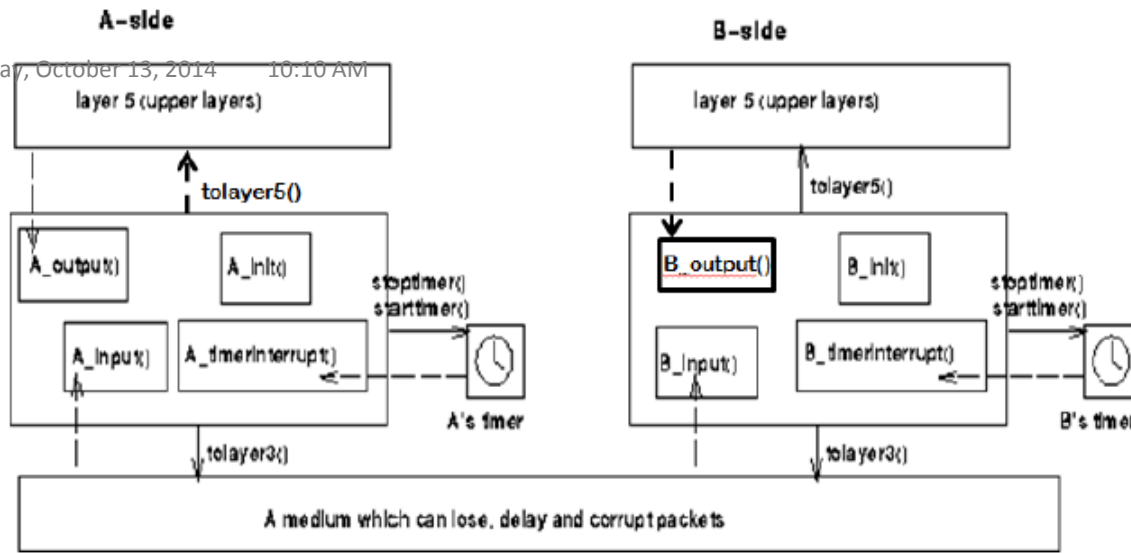 A-side
B-side
ay, October 13, 2014 10:10 AM
layer 5 (upper layers)
layer 5 (upper layers)
tolayer5()
tolayer5()
A_output()
A_init()
B_output()
B_init()
stoptimer()
starttimer()
stoptimer()
starttimer()
A_input()
A_timerinterrupt()
B_input()
B_timerinterrupt()
A's timer
B's timer
tolayer3()
tolayer3()
A medium which can lose, delay and corrupt packets